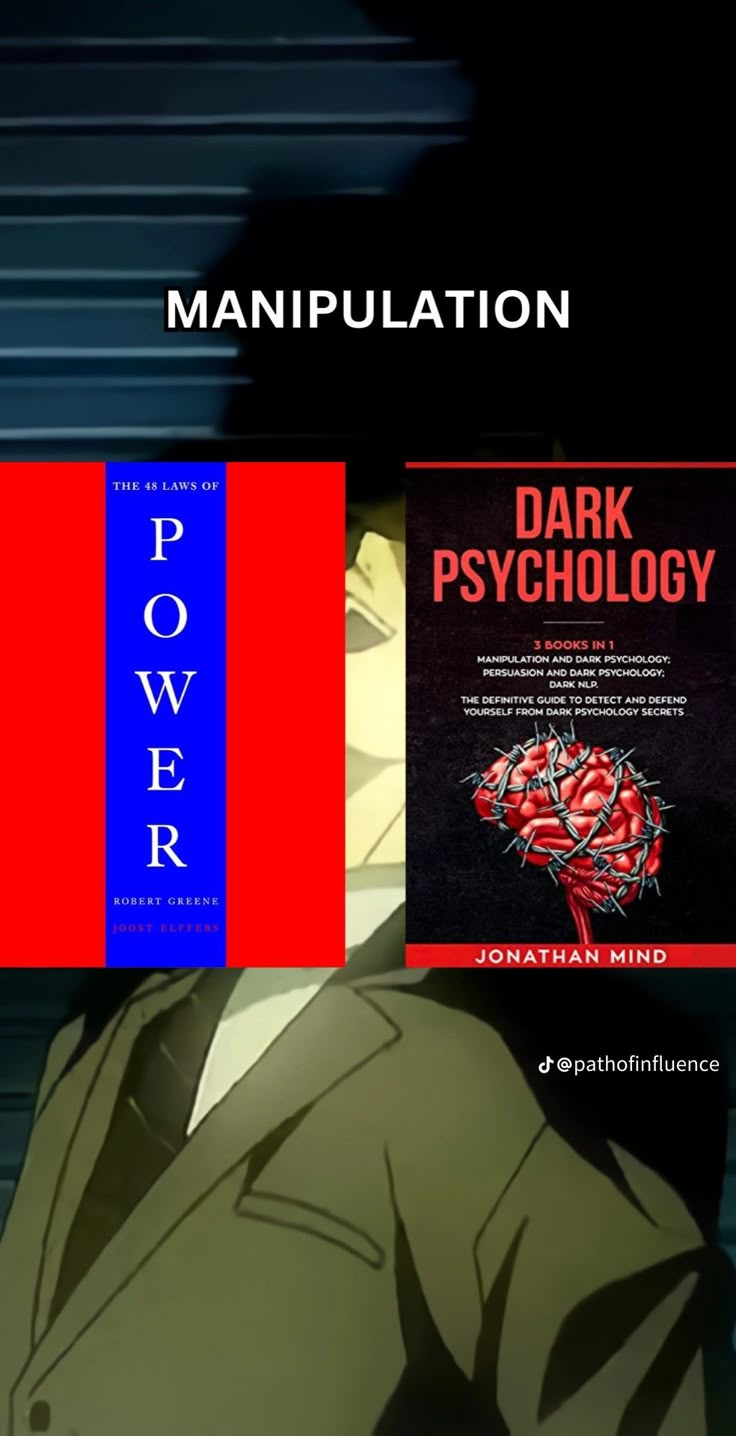 MANIPULATION
THE 48 LAWS OF
P
O
W
E
R
ROBERT GREENE
JOOST ELFFERS
DARK
PSYCHOLOGY
3 BOOKS IN 1
MANIPULATION AND DARK PSYCHOLOGY;
PERSUASION AND DARK PSYCHOLOGY;
DARK NLP.
THE DEFINITIVE GUIDE TO DETECT AND DEFEND
YOURSELF FROM DARK PSYCHOLOGY SECRETS
JONATHAN MIND
@pathofinfluence